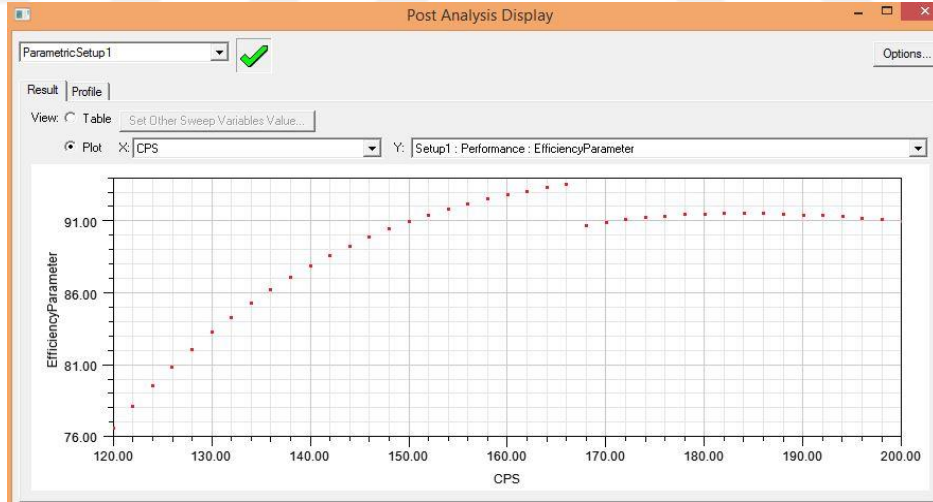 Post Analysis Display
ParametricSetup1
Options...
Result Profile
View: Table Set Other Sweep Variables Value...
Plot X: CPS Y: Setup1 : Performance : EfficiencyParameter
91.00
86.00
81.00
76.00
EfficiencyParameter
120.00 130.00 140.00 150.00 160.00 170.00 180.00 190.00 200.00
CPS